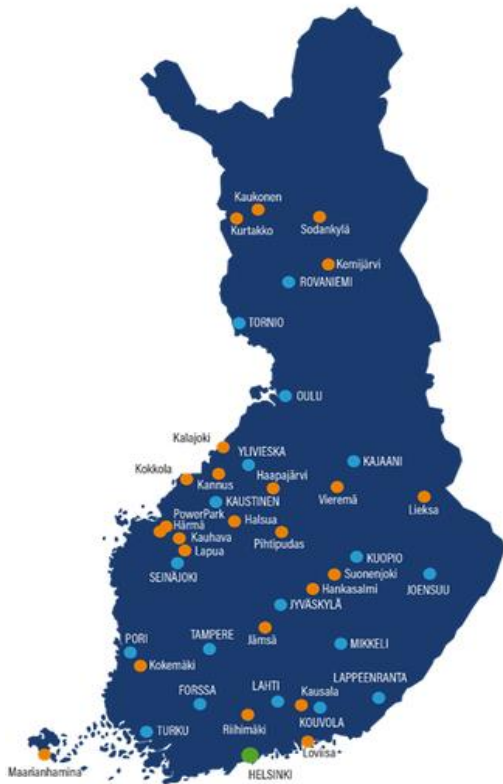 Kaukonen
Kurtakko
Sodankylä
Kemijärvi
ROVANIEMI
TORNIO
OULU
Kalajoki
YLIVIESKA
KAJAANI
Kokkola
Haapajärvi
Kannus
Vieremä
Lieksa
KAUSTINEN
PowerPark
Halsua
Härmä
Kauhava
Pihtipudas
Lapua
KUOPIO
SEINÄJOKI
Suonenjoki
JOENSUU
Hankasalmi
JYVÄSKYLÄ
PORI
TAMPERE
Jämsä
MIKKELI
Kokemäki
LAPPEENRANTA
FORSSA
LAHTI
Kausala
Riihimäki
KOUVOLA
TURKU
Loviisa
Maarianhamina
HELSINKI